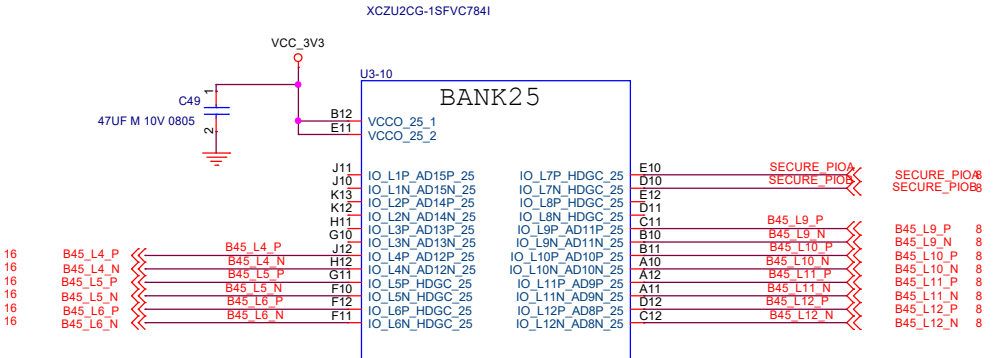 XCZU2CG-1SFVC784I
VCC_3V3
U3-10
BANK25
C49
1
47UF M 10V 0805
2
B12 VCCO_25_1
E11 VCCO_25_2
J11 IO_L1P_AD15P_25
J10 IO_L1N_AD15N_25
K13 IO_L2P_AD14P_25
K12 IO_L2N_AD14N_25
H11 IO_L3P_AD13P_25
G10 IO_L3N_AD13N_25
16 B45_L4_P B45_L4_P J12 IO_L4P_AD12P_25
16 B45_L4_N B45_L4_N H12 IO_L4N_AD12N_25
16 B45_L5_P B45_L5_P G11 IO_L5P_HDGC_25
16 B45_L5_N B45_L5_N F10 IO_L5N_HDGC_25
16 B45_L6_P B45_L6_P F12 IO_L6P_HDGC_25
16 B45_L6_N B45_L6_N F11 IO_L6N_HDGC_25
IO_L7P_HDGC_25 E10 SECURE_PIOA SECURE_PIOA 8
IO_L7N_HDGC_25 D10 SECURE_PIOB SECURE_PIOB 8
IO_L8P_HDGC_25 E12
IO_L8N_HDGC_25 D11
IO_L9P_AD11P_25 C11 B45_L9_P B45_L9_P 8
IO_L9N_AD11N_25 B10 B45_L9_N B45_L9_N 8
IO_L10P_AD10P_25 B11 B45_L10_P B45_L10_P 8
IO_L10N_AD10N_25 A10 B45_L10_N B45_L10_N 8
IO_L11P_AD9P_25 A12 B45_L11_P B45_L11_P 8
IO_L11N_AD9N_25 A11 B45_L11_N B45_L11_N 8
IO_L12P_AD8P_25 D12 B45_L12_P B45_L12_P 8
IO_L12N_AD8N_25 C12 B45_L12_N B45_L12_N 8